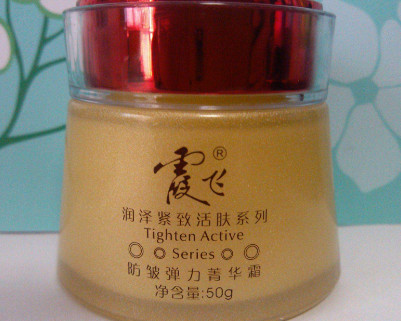 霞飞®
润泽紧致活肤系列
Tighten Active
Series
防皱弹力菁华霜
净含量:50g